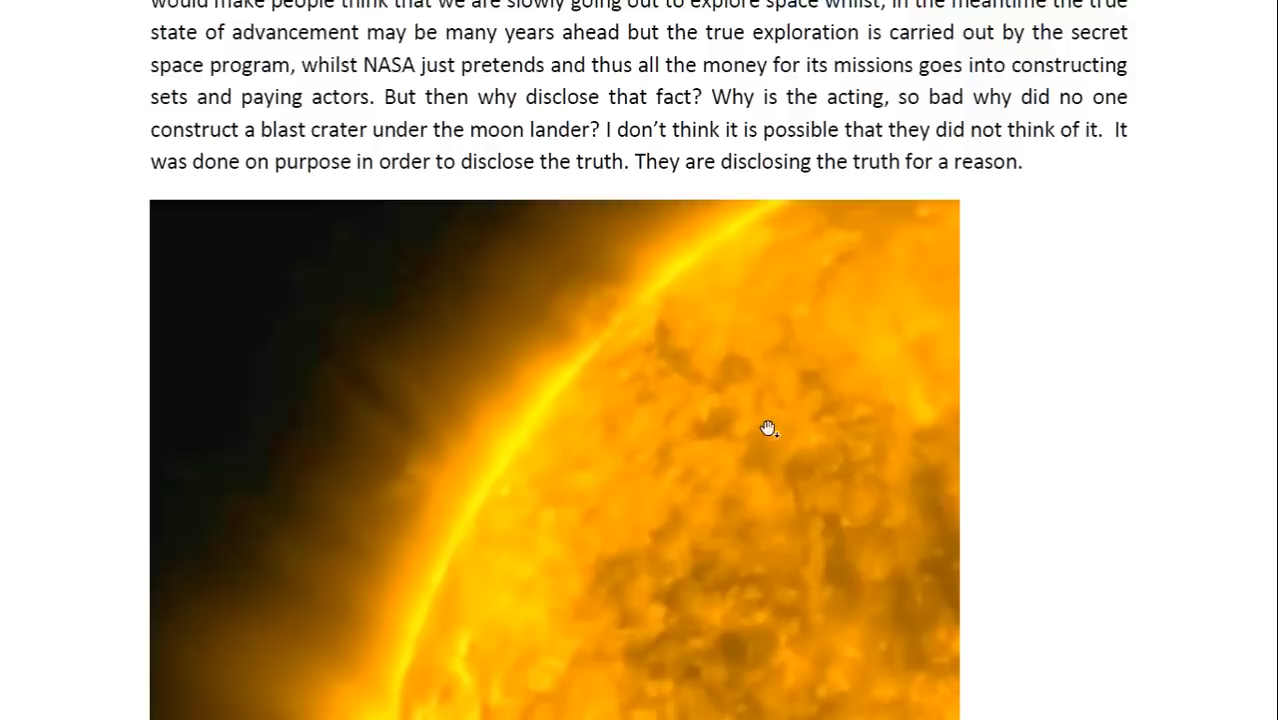 would make people think that we are slowly going out to explore space whilst, in the meantime the true
state of advancement may be many years ahead but the true exploration is carried out by the secret
space program, whilst NASA just pretends and thus all the money for its missions goes into constructing
sets and paying actors. But then why disclose that fact? Why is the acting, so bad why did no one
construct a blast crater under the moon lander? I don’t think it is possible that they did not think of it. It
was done on purpose in order to disclose the truth. They are disclosing the truth for a reason.